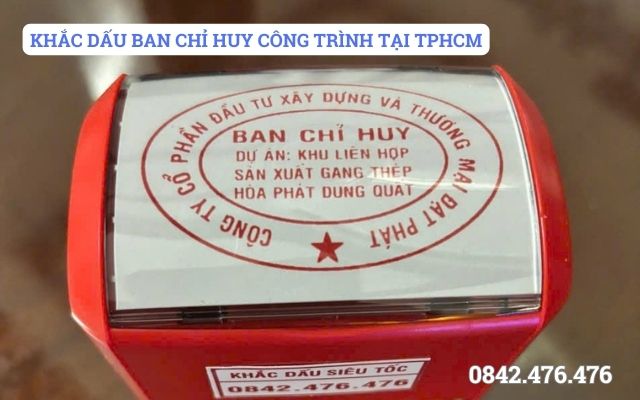 KHẮC DẤU BAN CHỈ HUY CÔNG TRÌNH TẠI TPHCM
CÔNG TY CỔ PHẦN ĐẦU TƯ XÂY DỰNG VÀ THƯƠNG MẠI ĐẠT PHÁT
BAN CHỈ HUY
DỰ ÁN: KHU LIÊN HỢP
SẢN XUẤT GANG THÉP
HÒA PHÁT DUNG QUẤT
KHẮC DẤU SIÊU TỐC
0842.476.476
0842.476.476